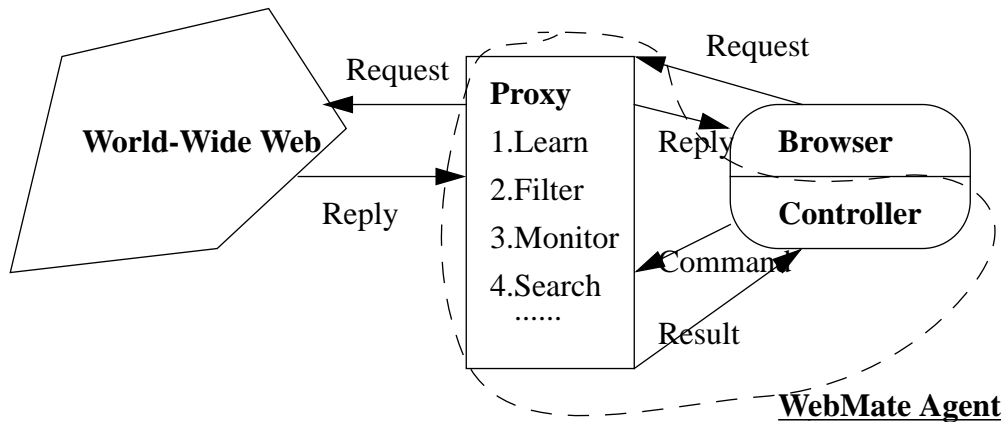 Request
Request
Proxy
World-Wide Web
1.Learn
Reply
Browser
2.Filter
Reply
Controller
3.Monitor
Command
4.Search
......
Result
WebMate Agent